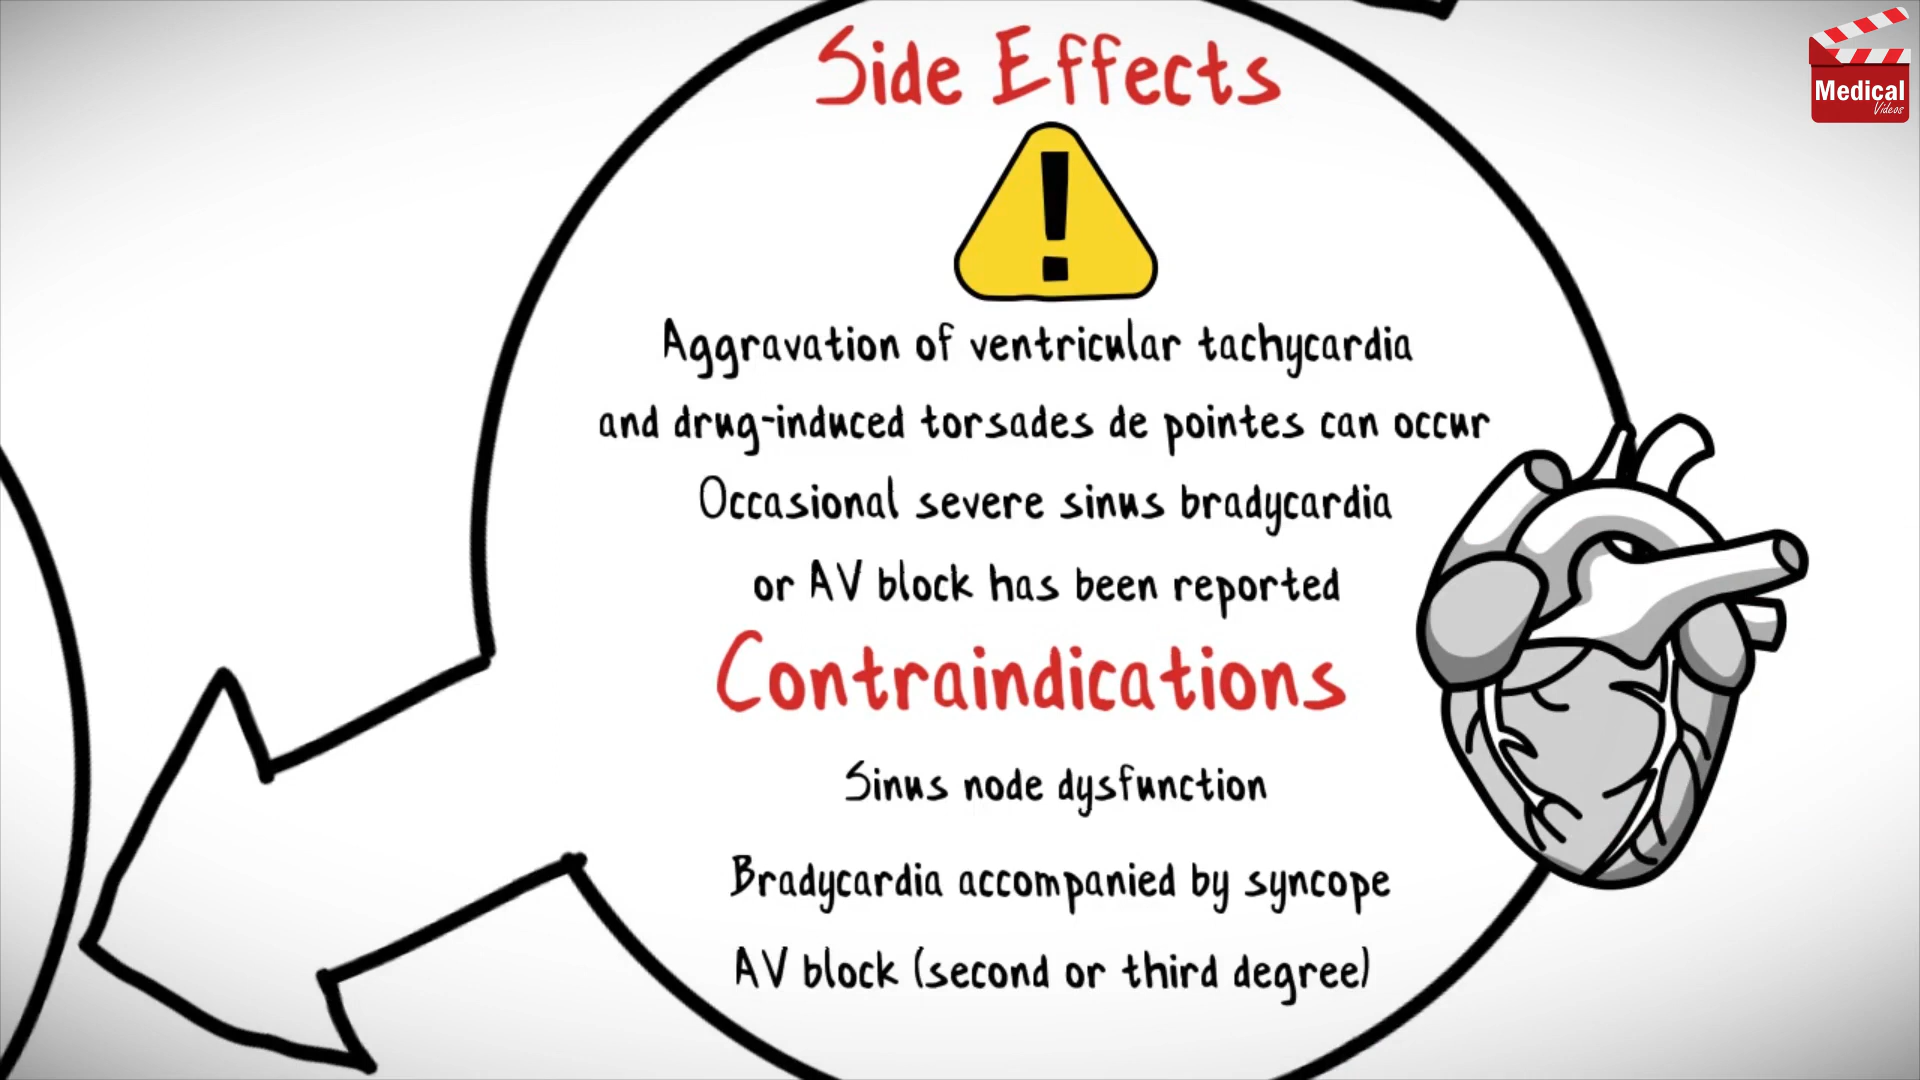 Side Effects
Aggravation of ventricular tachycardia
and drug-induced torsades de pointes can occur
Occasional severe sinus bradycardia
or AV block has been reported
Contraindications
Sinus node dysfunction
Bradycardia accompanied by syncope
AV block (second or third degree)
Medical
Videos